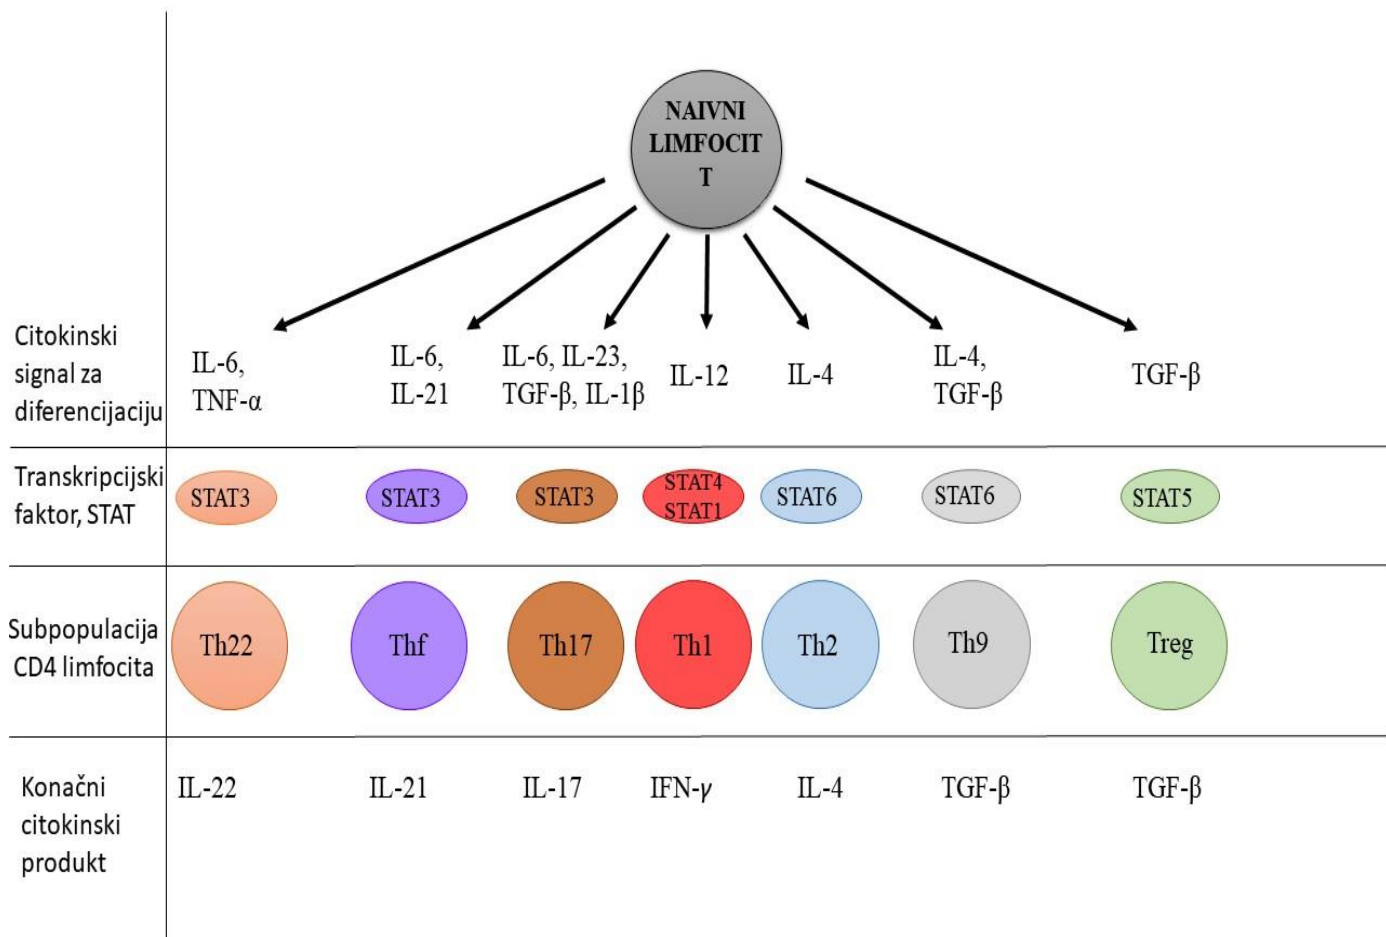 NAIVNI
LIMFOCIT
T
Citokinski
signal za
diferencijaciju
IL-6,
TNF-α
IL-6,
IL-21
IL-6, IL-23,
TGF-β, IL-1β
IL-12
IL-4
IL-4,
TGF-β
TGF-β
Transkripcijski
faktor, STAT
STAT3
STAT3
STAT3
STAT4
STAT1
STAT6
STAT6
STAT5
Subpopulacija
CD4 limfocita
Th22
Thf
Th17
Th1
Th2
Th9
Treg
Konačni
citokinski
produkt
IL-22
IL-21
IL-17
IFN-γ
IL-4
TGF-β
TGF-β